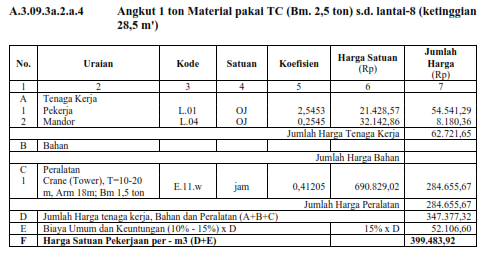 A.3.09.3a.2.a.4 Angkut 1 ton Material pakai TC (Bm. 2,5 ton) s.d. lantai-8 (ketinggian
28,5 m')
No. Uraian Kode Satuan Koefisien Harga Satuan (Rp) Jumlah Harga (Rp)
1 2 3 4 5 6 7
A Tenaga Kerja
1 Pekerja L.01 OJ 2,5453 21.428,57 54.541,29
2 Mandor L.04 OJ 0,2545 32.142,86 8.180,36
Jumlah Harga Tenaga Kerja 62.721,65
B Bahan
Jumlah Harga Bahan
C Peralatan
1 Crane (Tower), T=10-20
m, Arm 18m; Bm 1,5 ton E.11.w jam 0,41205 690.829,02 284.655,67
Jumlah Harga Peralatan 284.655,67
D Jumlah Harga tenaga kerja, Bahan dan Peralatan (A+B+C) 347.377,32
E Biaya Umum dan Keuntungan (10% - 15%) x D 15% x D 52.106,60
F Harga Satuan Pekerjaan per - m3 (D+E) 399.483,92